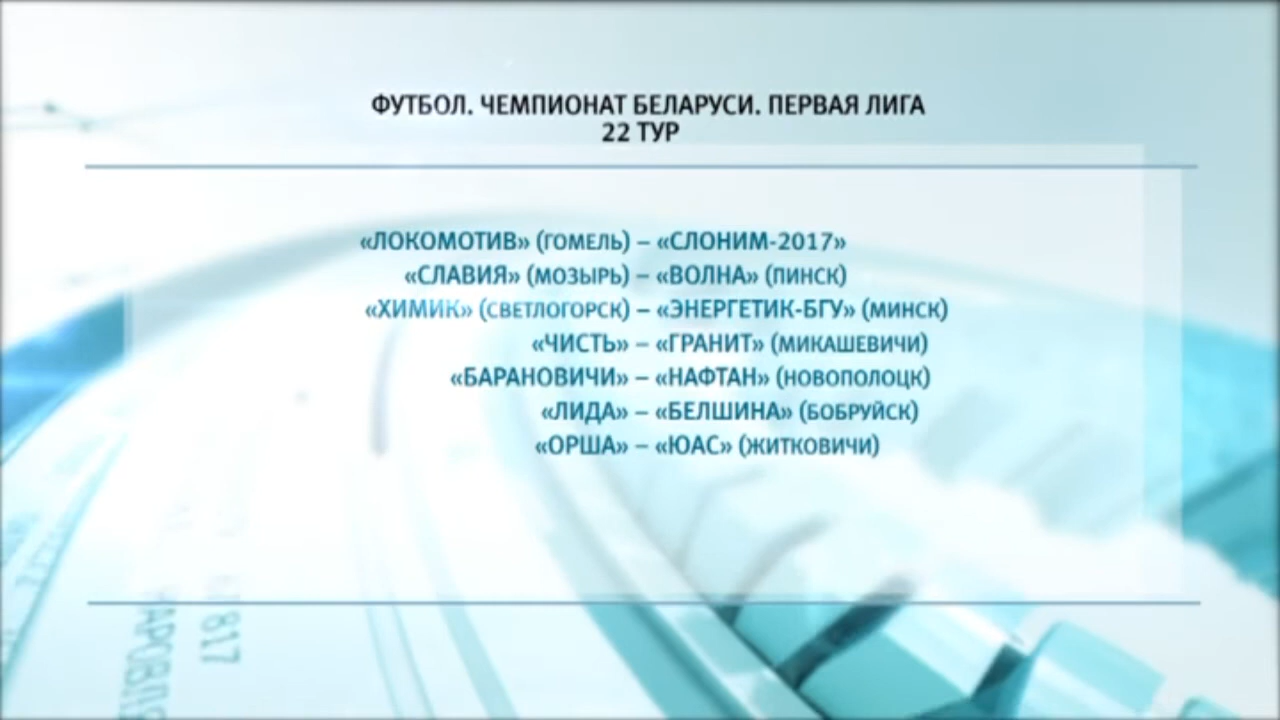 ФУТБОЛ. ЧЕМПИОНАТ БЕЛАРУСИ. ПЕРВАЯ ЛИГА
22 ТУР
«ЛОКОМОТИВ» (ГОМЕЛЬ) – «СЛОНИМ-2017»
«СЛАВИЯ» (МОЗЫРЬ) – «ВОЛНА» (ПИНСК)
«ХИМИК» (СВЕТЛОГОРСК) – «ЭНЕРГЕТИК-БГУ» (МИНСК)
«ЧИСТЬ» – «ГРАНИТ» (МИКАШЕВИЧИ)
«БАРАНОВИЧИ» – «НАФТАН» (НОВОПОЛОЦК)
«ЛИДА» – «БЕЛШИНА» (БОБРУЙСК)
«ОРША» – «ЮАС» (ЖИТКОВИЧИ)
817